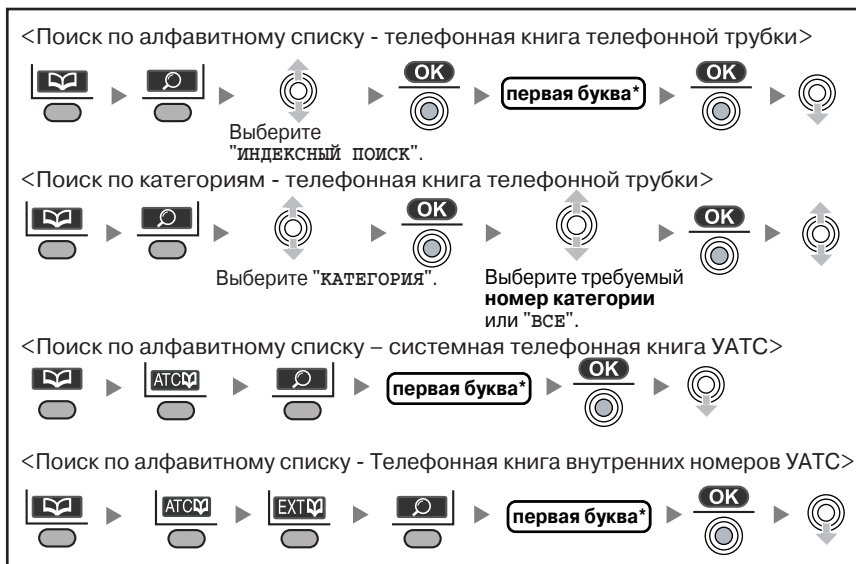 <Поиск по алфавитному списку - телефонная книга телефонной трубки>
OK первая буква* OK
Выберите
"ИНДЕКСНЫЙ ПОИСК".
<Поиск по категориям - телефонная книга телефонной трубки>
OK OK
Выберите "КАТЕГОРИЯ". Выберите требуемый
номер категории
или "ВСЕ".
<Поиск по алфавитному списку – системная телефонная книга УАТС>
АТС первая буква* OK
<Поиск по алфавитному списку - Телефонная книга внутренних номеров УАТС>
АТС EXT первая буква* OK